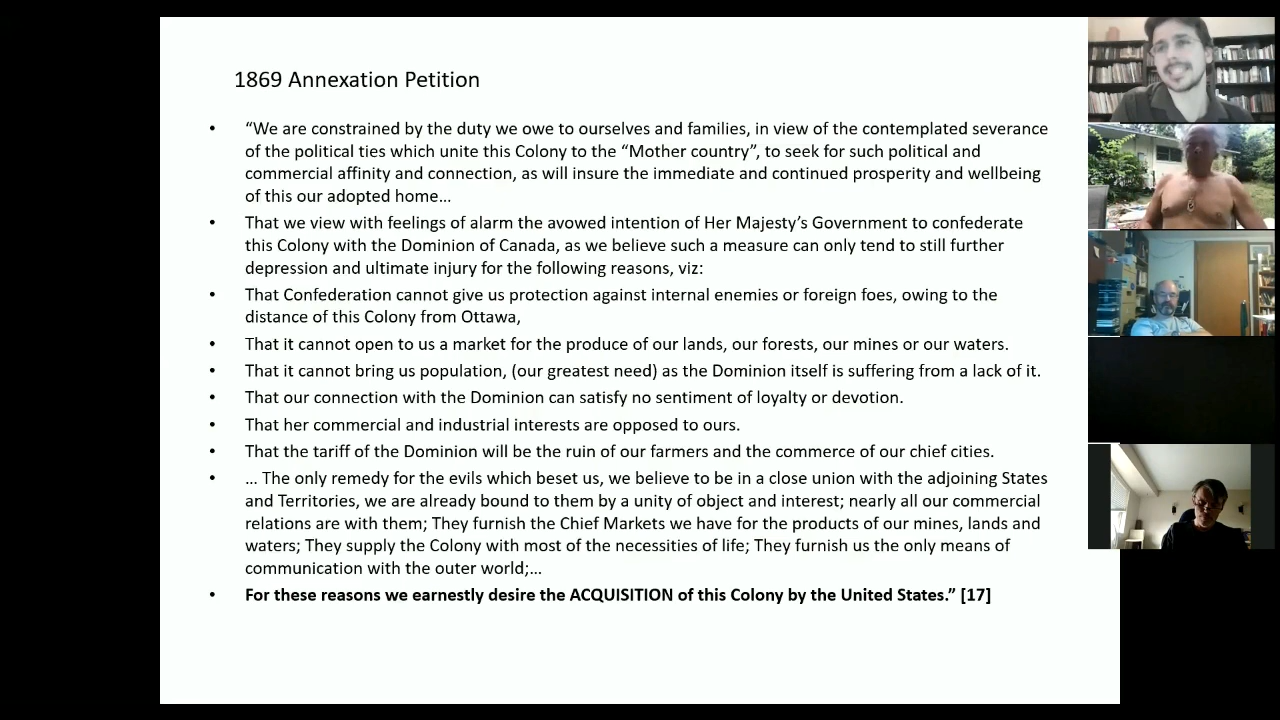 1869 Annexation Petition
• “We are constrained by the duty we owe to ourselves and families, in view of the contemplated severance
of the political ties which unite this Colony to the “Mother country”, to seek for such political and
commercial affinity and connection, as will insure the immediate and continued prosperity and wellbeing
of this our adopted home…
• That we view with feelings of alarm the avowed intention of Her Majesty’s Government to confederate
this Colony with the Dominion of Canada, as we believe such a measure can only tend to still further
depression and ultimate injury for the following reasons, viz:
• That Confederation cannot give us protection against internal enemies or foreign foes, owing to the
distance of this Colony from Ottawa,
• That it cannot open to us a market for the produce of our lands, our forests, our mines or our waters.
• That it cannot bring us population, (our greatest need) as the Dominion itself is suffering from a lack of it.
• That our connection with the Dominion can satisfy no sentiment of loyalty or devotion.
• That her commercial and industrial interests are opposed to ours.
• That the tariff of the Dominion will be the ruin of our farmers and the commerce of our chief cities.
• … The only remedy for the evils which beset us, we believe to be in a close union with the adjoining States
and Territories, we are already bound to them by a unity of object and interest; nearly all our commercial
relations are with them; They furnish the Chief Markets we have for the products of our mines, lands and
waters; They supply the Colony with most of the necessities of life; They furnish us the only means of
communication with the outer world;…
• For these reasons we earnestly desire the ACQUISITION of this Colony by the United States.” [17]